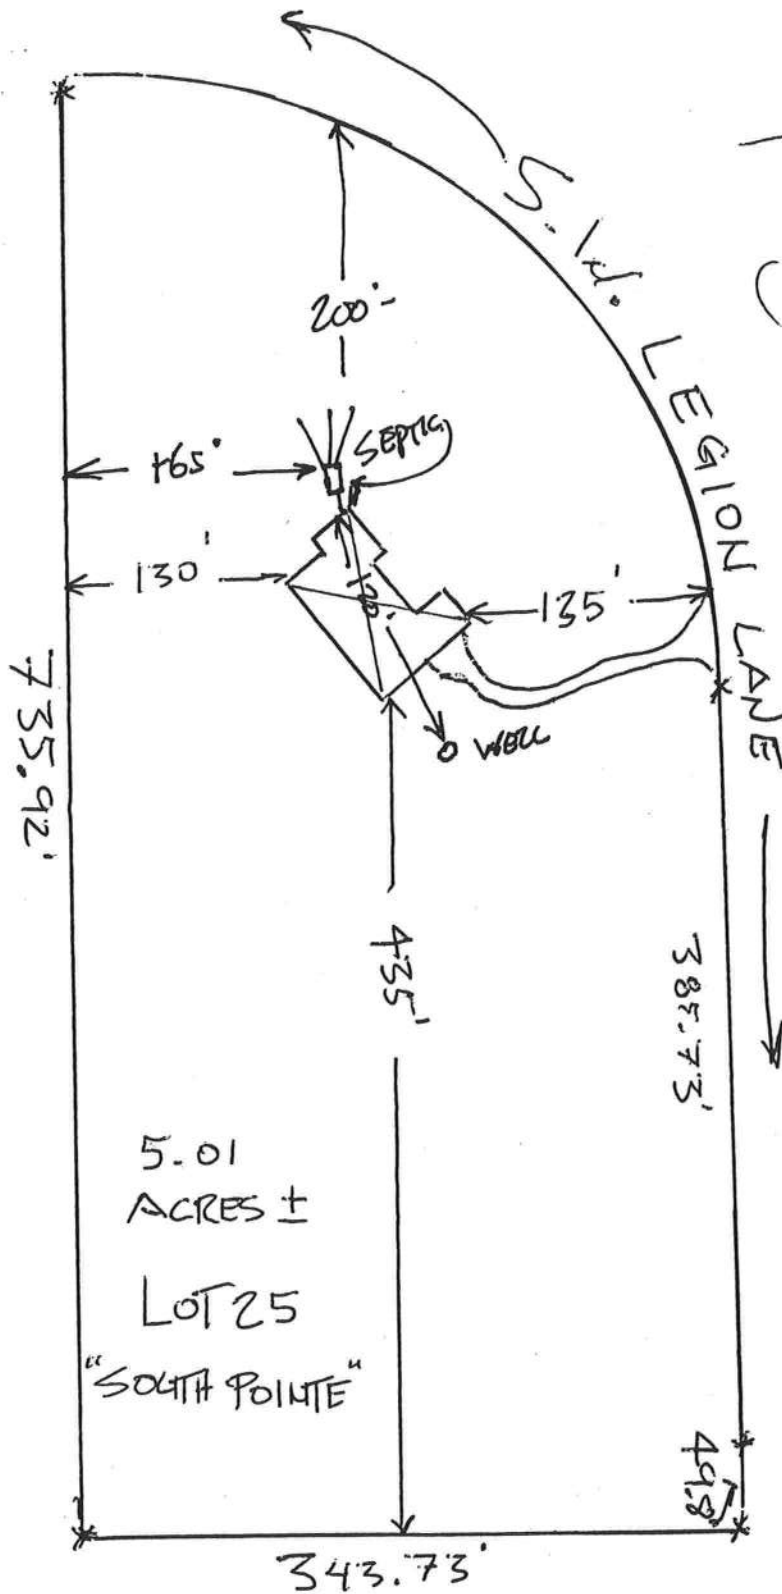 S.W. LEGION LANE
200'-
SEPTIC
165'
130'
135'
WELL
735.92'
435'
385.73'
5.01
ACRES ±
LOT 25
"SOUTH POINTE"
49.8
343.73'